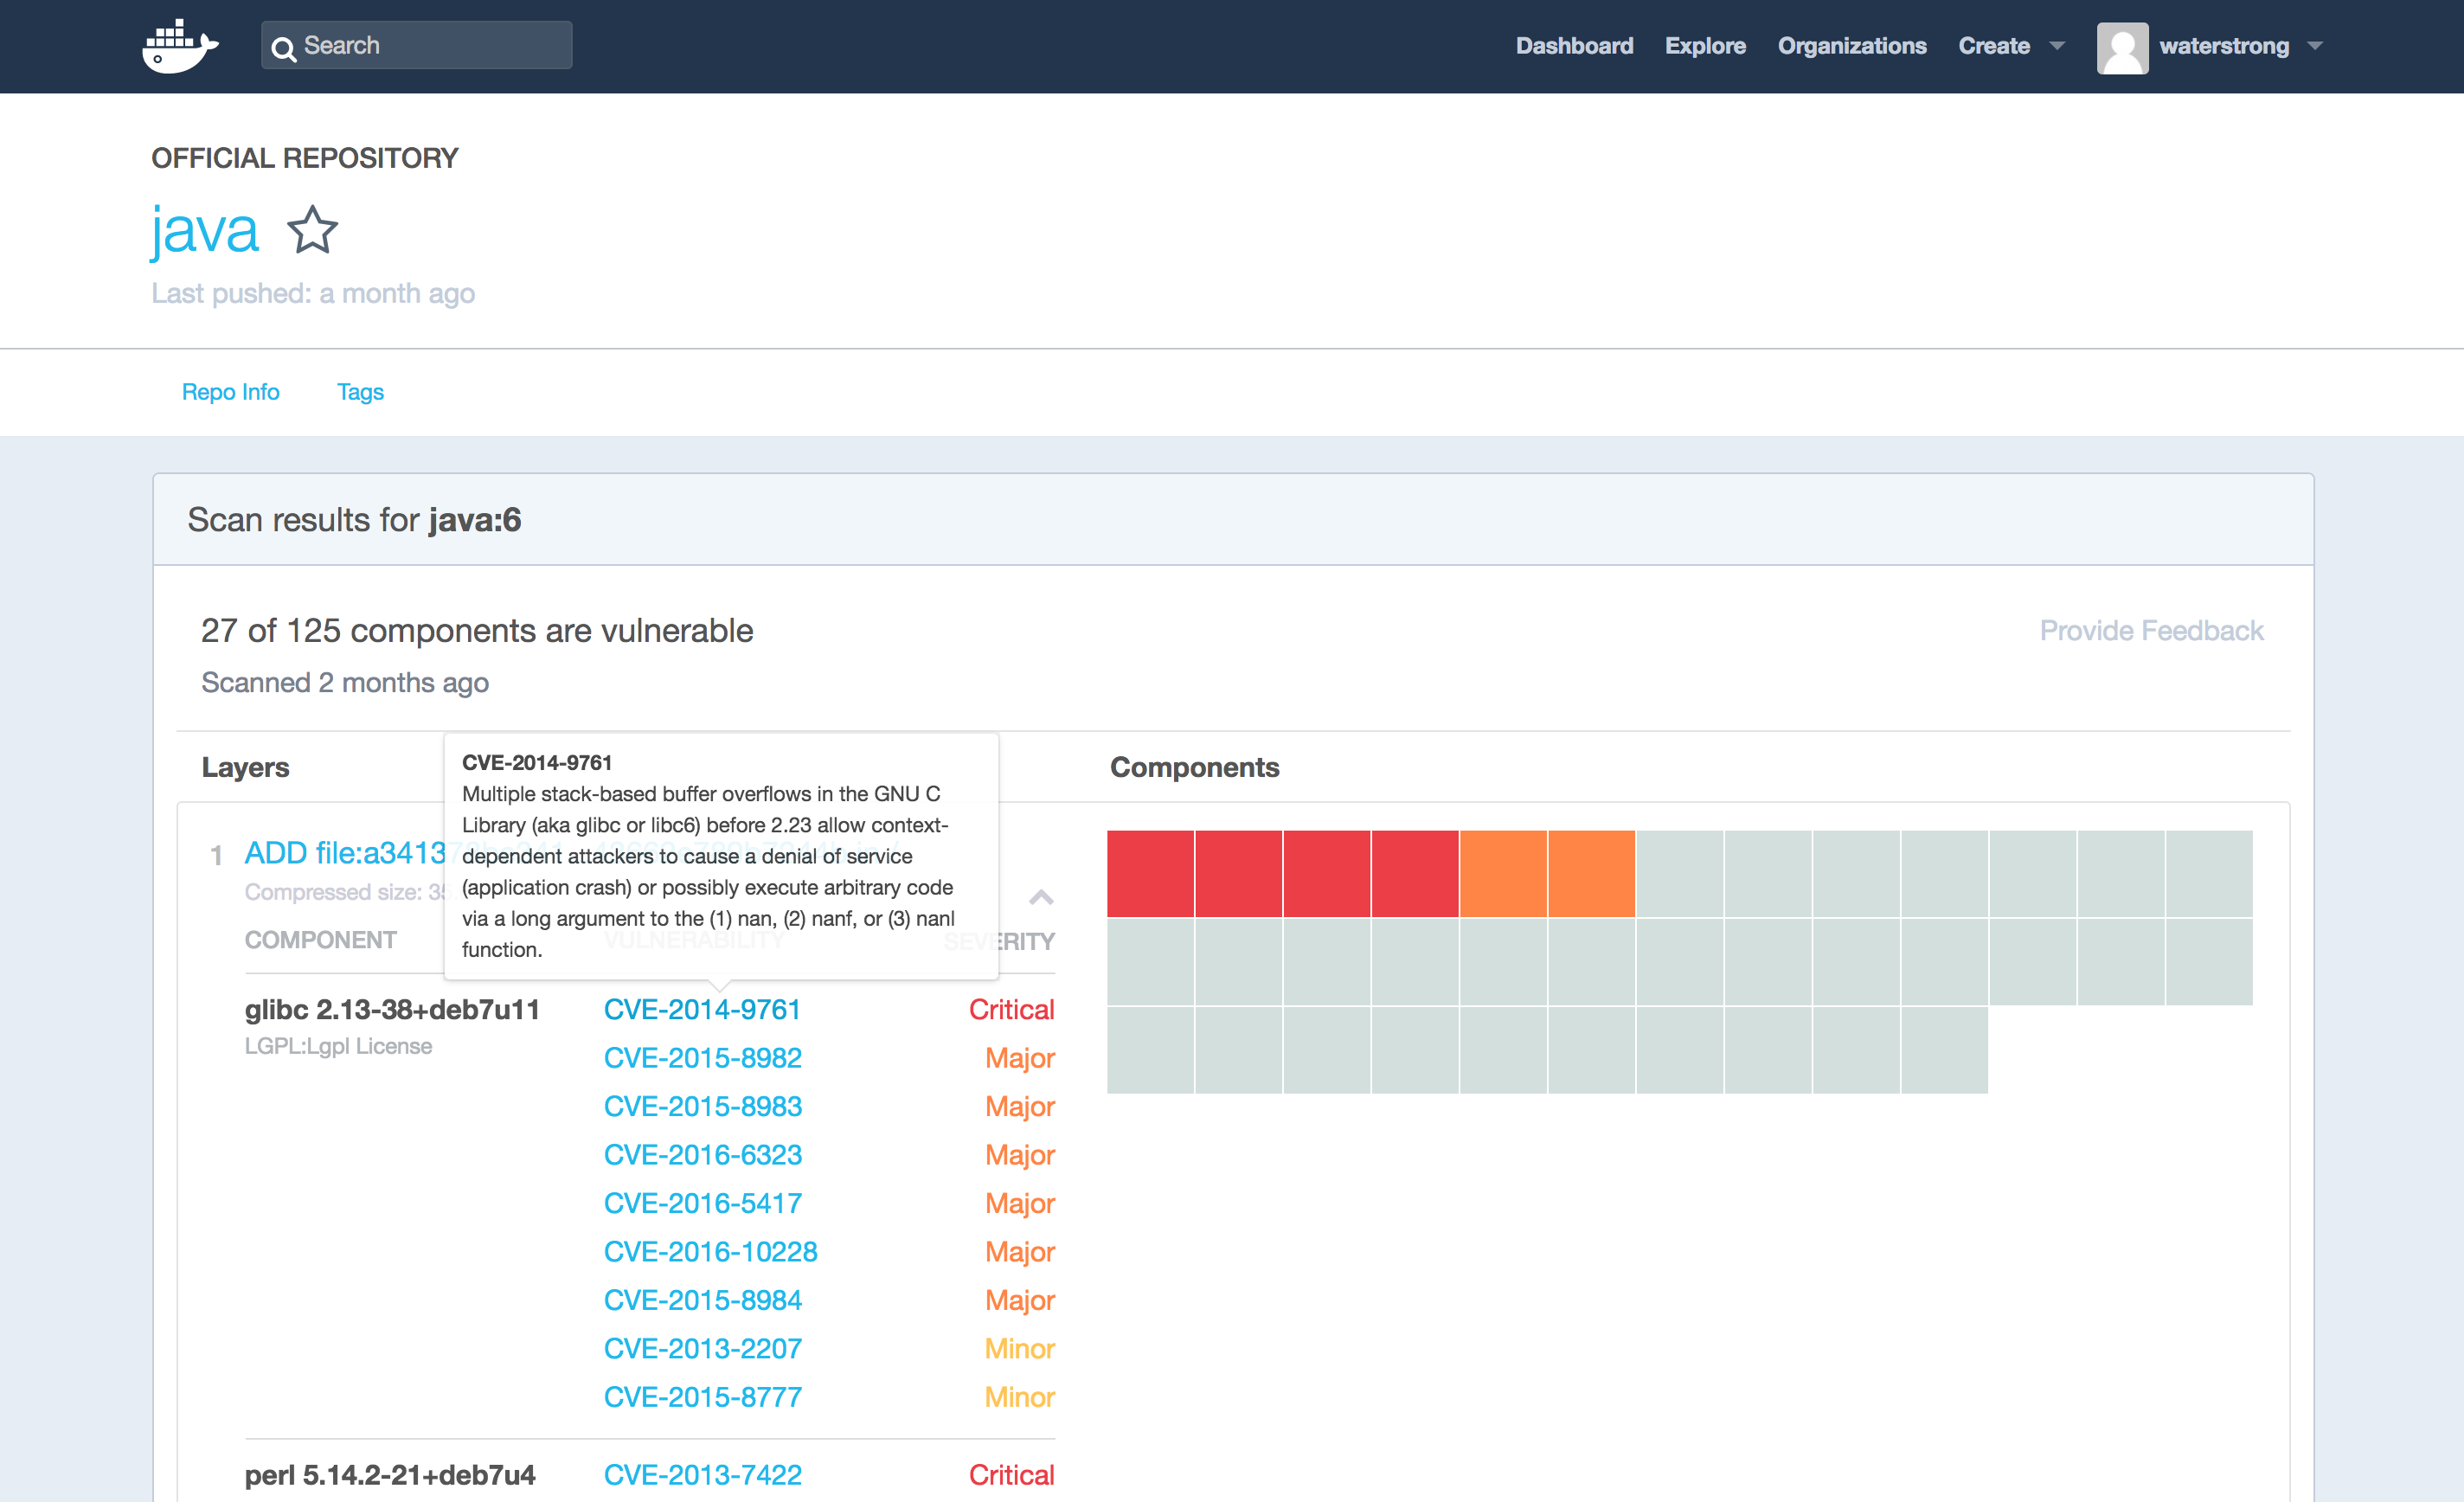 Search
Dashboard
Explore
Organizations
Create
waterstrong
OFFICIAL REPOSITORY
java
Last pushed: a month ago
Repo Info
Tags
Scan results for java:6
27 of 125 components are vulnerable
Provide Feedback
Scanned 2 months ago
Layers
Components
CVE-2014-9761
Multiple stack-based buffer overflows in the GNU C
Library (aka glibc or libc6) before 2.23 allow context-
dependent attackers to cause a denial of service
(application crash) or possibly execute arbitrary code
via a long argument to the (1) nan, (2) nanf, or (3) nanl
function.
1 ADD
Compressed size:
COMPONENT VULNERABILITY SEVERITY
glibc 2.13-38+deb7u11 CVE-2014-9761 Critical
LGPL:Lgpl License
CVE-2015-8982 Major
CVE-2015-8983 Major
CVE-2016-6323 Major
CVE-2016-5417 Major
CVE-2016-10228 Major
CVE-2015-8984 Major
CVE-2013-2207 Minor
CVE-2015-8777 Minor
perl 5.14.2-21+deb7u4 CVE-2013-7422 Critical